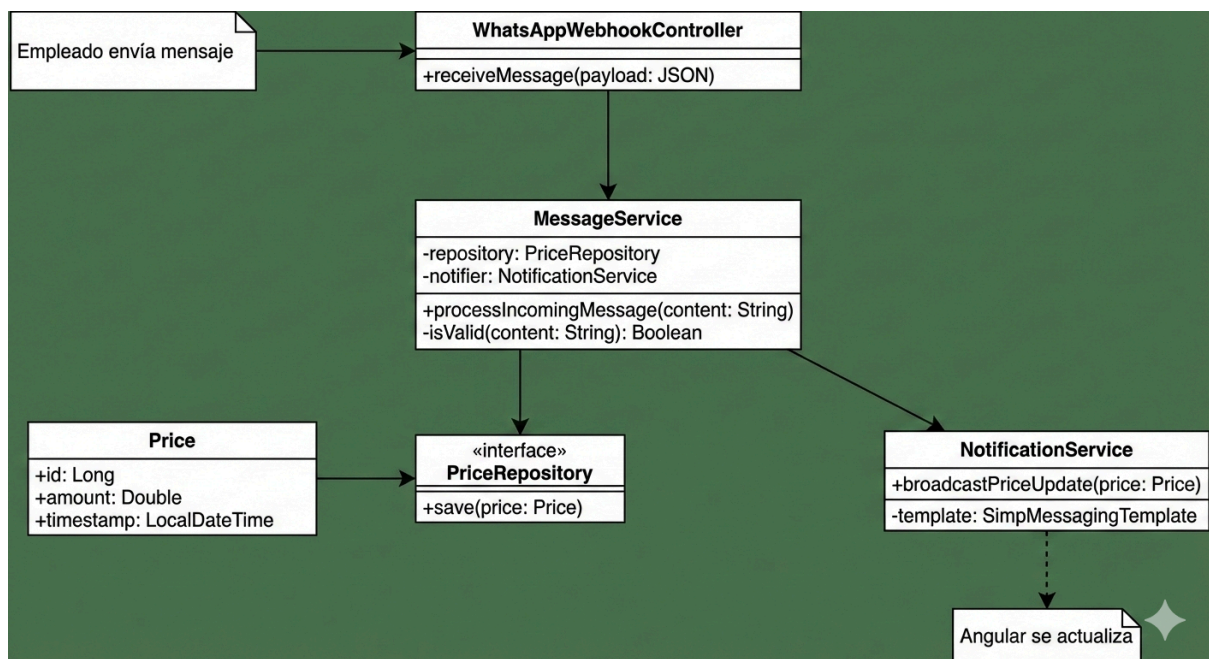 Empleado envía mensaje
WhatsAppWebhookController
+receiveMessage(payload: JSON)
MessageService
-repository: PriceRepository
-notifier: NotificationService
+processIncomingMessage(content: String)
-isValid(content: String): Boolean
Price
+id: Long
+amount: Double
+timestamp: LocalDateTime
«interface»
PriceRepository
+save(price: Price)
NotificationService
+broadcastPriceUpdate(price: Price)
-template: SimpMessagingTemplate
Angular se actualiza